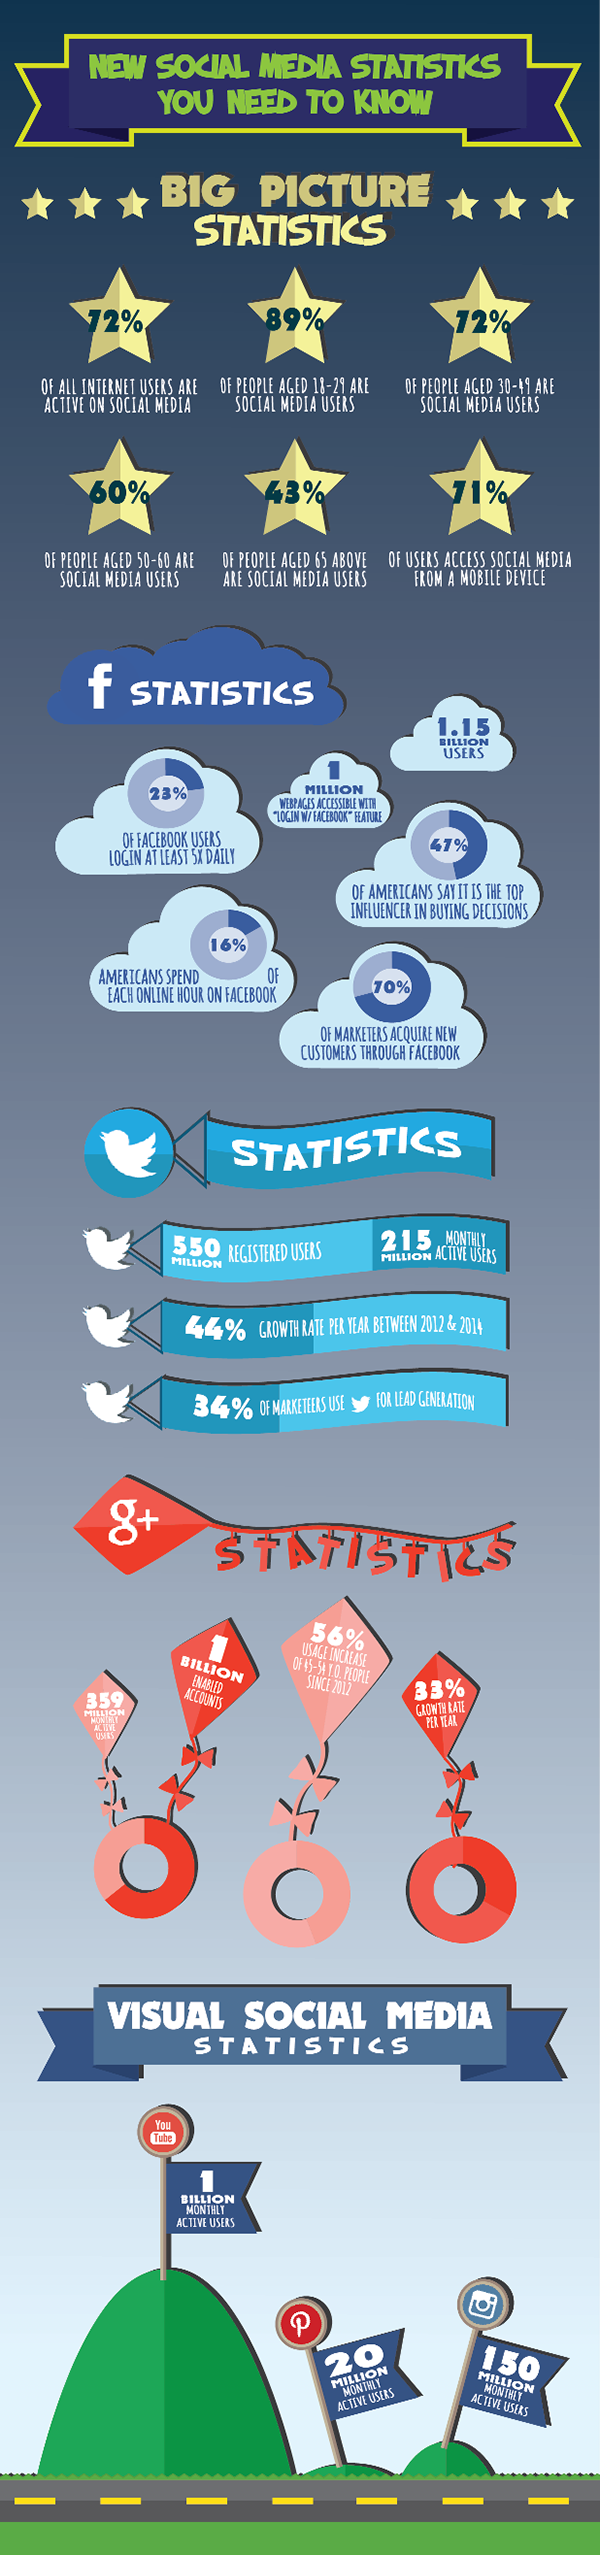 NEW SOCIAL MEDIA STATISTICS
YOU NEED TO KNOW
BIG PICTURE
STATISTICS
72%
OF ALL INTERNET USERS ARE
ACTIVE ON SOCIAL MEDIA
89%
OF PEOPLE AGED 18-29 ARE
SOCIAL MEDIA USERS
72%
OF PEOPLE AGED 30-49 ARE
SOCIAL MEDIA USERS
60%
OF PEOPLE AGED 50-60 ARE
SOCIAL MEDIA USERS
43%
OF PEOPLE AGED 65 ABOVE
ARE SOCIAL MEDIA USERS
71%
OF USERS ACCESS SOCIAL MEDIA
FROM A MOBILE DEVICE
f STATISTICS
1.15
BILLION
USERS
23%
OF FACEBOOK USERS
LOGIN AT LEAST 5X DAILY
1
MILLION
WEBPAGES ACCESSIBLE WITH
"LOGIN W/ FACEBOOK" FEATURE
47%
OF AMERICANS SAY IT IS THE TOP
INFLUENCER IN BUYING DECISIONS
16%
AMERICANS SPEND OF
EACH ONLINE HOUR ON FACEBOOK
70%
OF MARKETERS ACQUIRE NEW
CUSTOMERS THROUGH FACEBOOK
STATISTICS
550
MILLION
REGISTERED USERS
215
MILLION
MONTHLY
ACTIVE USERS
44% GROWTH RATE PER YEAR BETWEEN 2012 & 2014
34% OF MARKETEERS USE FOR LEAD GENERATION
g+
STATISTICS
359
MILLION
MONTHLY
ACTIVE
USERS
1
BILLION
ENABLED
ACCOUNTS
56%
USAGE INCREASE
OF 45-54 Y.O. PEOPLE
SINCE 2012
33%
GROWTH RATE
PER YEAR
VISUAL SOCIAL MEDIA
STATISTICS
You
Tube
1
BILLION
MONTHLY
ACTIVE USERS
20
MILLION
MONTHLY
ACTIVE USERS
150
MILLION
MONTHLY
ACTIVE USERS